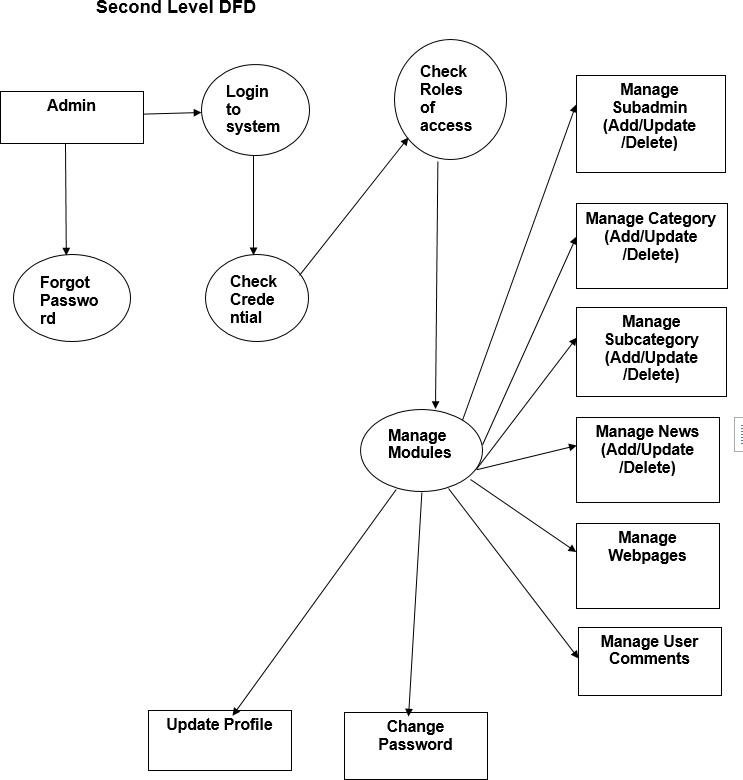 Second Level DFD
Admin
Login
to
system
Check
Roles
of
access
Forgot
Passwo
rd
Check
Crede
ntial
Manage
Modules
Manage
Subadmin
(Add/Update
/Delete)
Manage Category
(Add/Update
/Delete)
Manage
Subcategory
(Add/Update
/Delete)
Manage News
(Add/Update
/Delete)
Manage
Webpages
Manage User
Comments
Update Profile
Change
Password